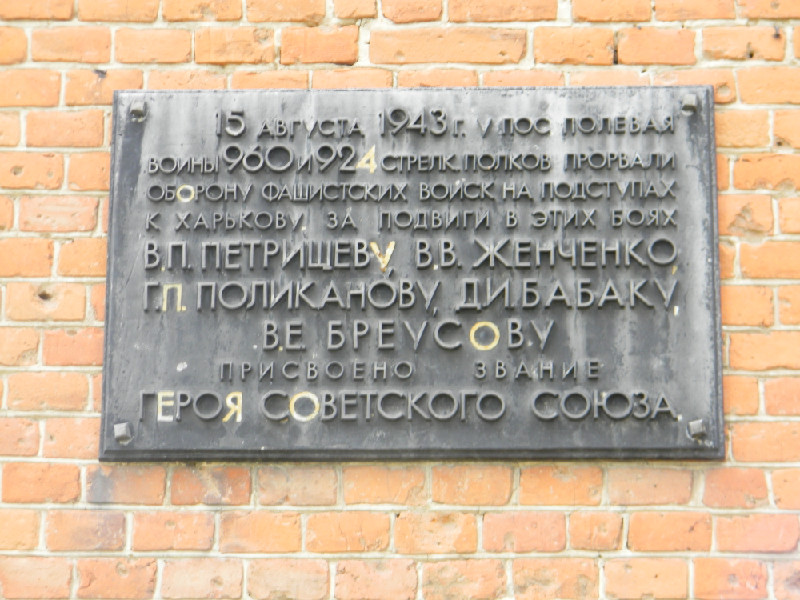 15 АВГУСТА 1943 Г. У ПОС. ПОЛЕВАЯ
ВОИНЫ 960 И 924 СТРЕЛК. ПОЛКОВ ПРОРВАЛИ
ОБОРОНУ ФАШИСТСКИХ ВОЙСК НА ПОДСТУПАХ
К ХАРЬКОВУ. ЗА ПОДВИГИ В ЭТИХ БОЯХ
В.П. ПЕТРИЩЕВУ, В.В. ЖЕНЧЕНКО,
Г.П. ПОЛИКАНОВУ, Д.И. БАБАКУ,
В.Е. БРЕУСОВУ
ПРИСВОЕНО ЗВАНИЕ
ГЕРОЯ СОВЕТСКОГО СОЮЗА.